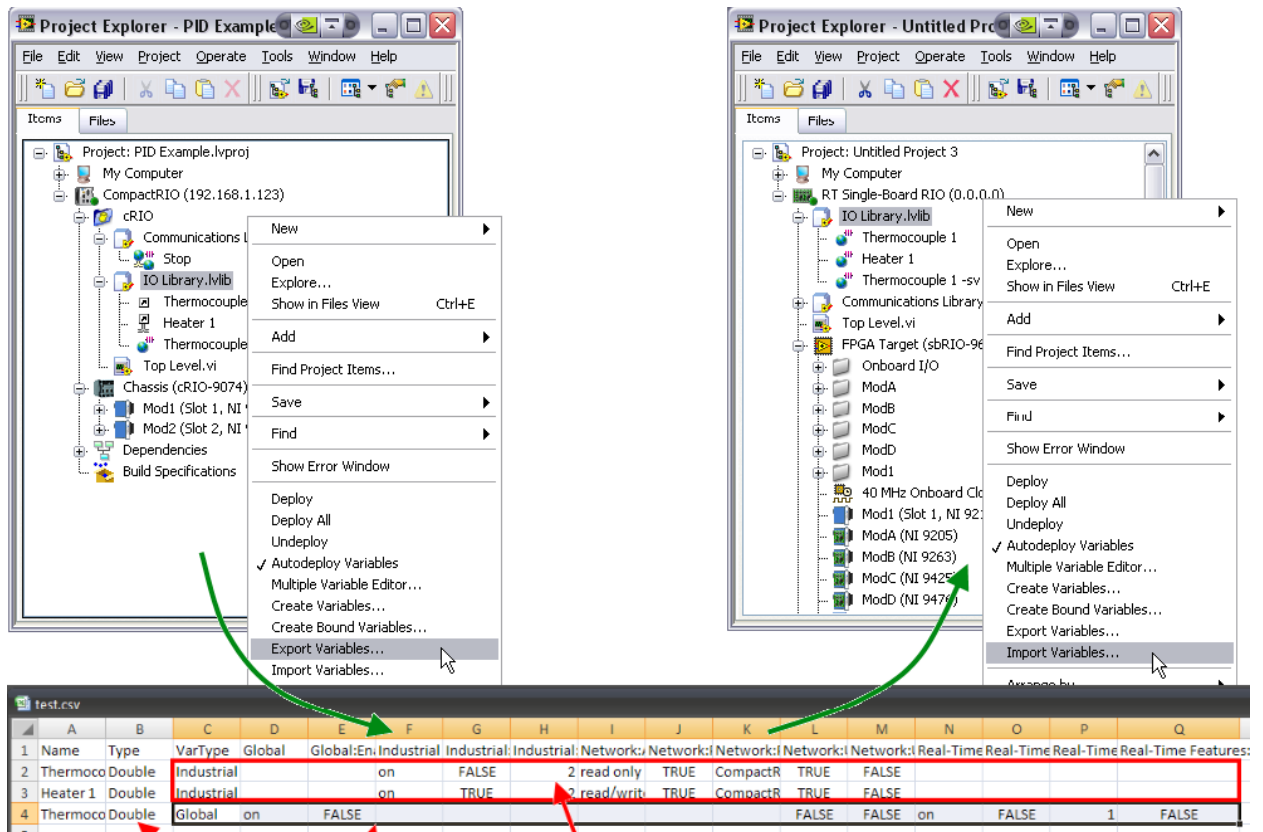 Project Explorer - PID Example
File Edit View Project Operate Tools Window Help
Items Files
Project: PID Example.lvproj
My Computer
CompactRIO (192.168.1.123)
cRIO
Communications L
Stop
IO Library.lvlib
Thermocouple
Heater 1
Thermocouple
Top Level.vi
Chassis (cRIO-9074)
Mod1 (Slot 1, NI
Mod2 (Slot 2, NI
Dependencies
Build Specifications
New
Open
Explore...
Show in Files View Ctrl+E
Add
Find Project Items...
Save
Find
Show Error Window
Deploy
Deploy All
Undeploy
✓ Autodeploy Variables
Multiple Variable Editor...
Create Variables...
Create Bound Variables...
Export Variables...
Import Variables...
Project Explorer - Untitled Pro
File Edit View Project Operate Tools Window Help
Items Files
Project: Untitled Project 3
My Computer
RT Single-Board RIO (0.0.0.0)
IO Library.lvlib
Thermocouple 1
Heater 1
Thermocouple 1 -sv
Communications Library
Top Level.vi
FPGA Target (sbRIO-96
Onboard I/O
ModA
ModB
ModC
ModD
Mod1
40 MHz Onboard Clo
Mod1 (Slot 1, NI 921
ModA (NI 9205)
ModB (NI 9263)
ModC (NI 9425)
ModD (NI 9476)
New
Open
Explore...
Show in Files View Ctrl+E
Add
Find Project Items...
Save
Find
Show Error Window
Deploy
Deploy All
Undeploy
✓ Autodeploy Variables
Multiple Variable Editor...
Create Variables...
Create Bound Variables...
Export Variables...
Import Variables...
Arrange by
test.csv
A B C D E F G H I J K L M N O P Q
1 Name Type VarType Global Global:En Industrial Industrial: Industrial: Network: Network: Network: Network: Network: Real-Time Real-Time Real-Time Real-Time Features:
2 Thermoco Double Industrial on FALSE 2 read only TRUE CompactR TRUE FALSE
3 Heater 1 Double Industrial on TRUE 2 read/write TRUE CompactR TRUE FALSE
4 Thermoco Double Global on FALSE FALSE FALSE on FALSE 1 FALSE